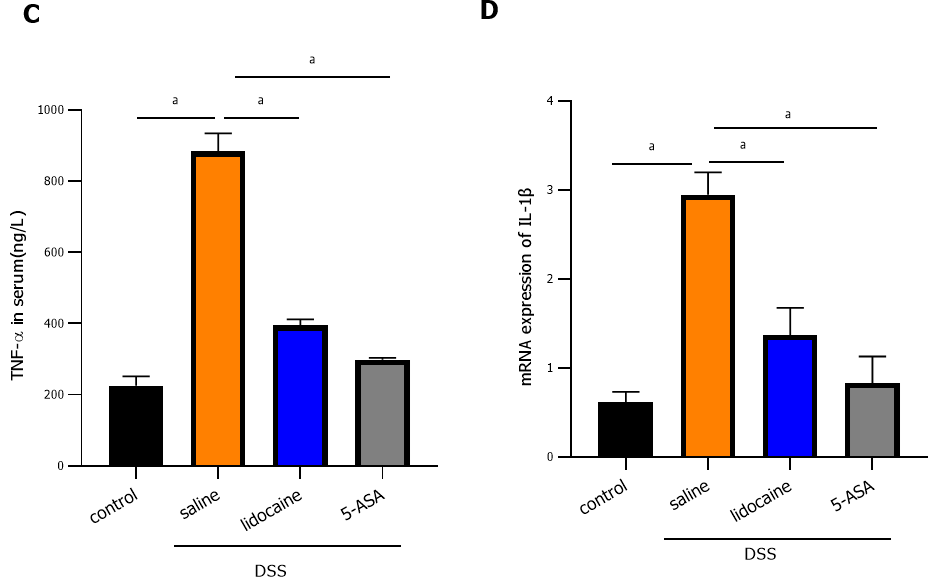 C
a
a
a
1000
800
600
400
200
0
TNF-α in serum(ng/L)
control
saline
lidocaine
5-ASA
DSS
D
a
a
a
4
3
2
1
0
mRNA expression of IL-1β
control
saline
lidocaine
5-ASA
DSS